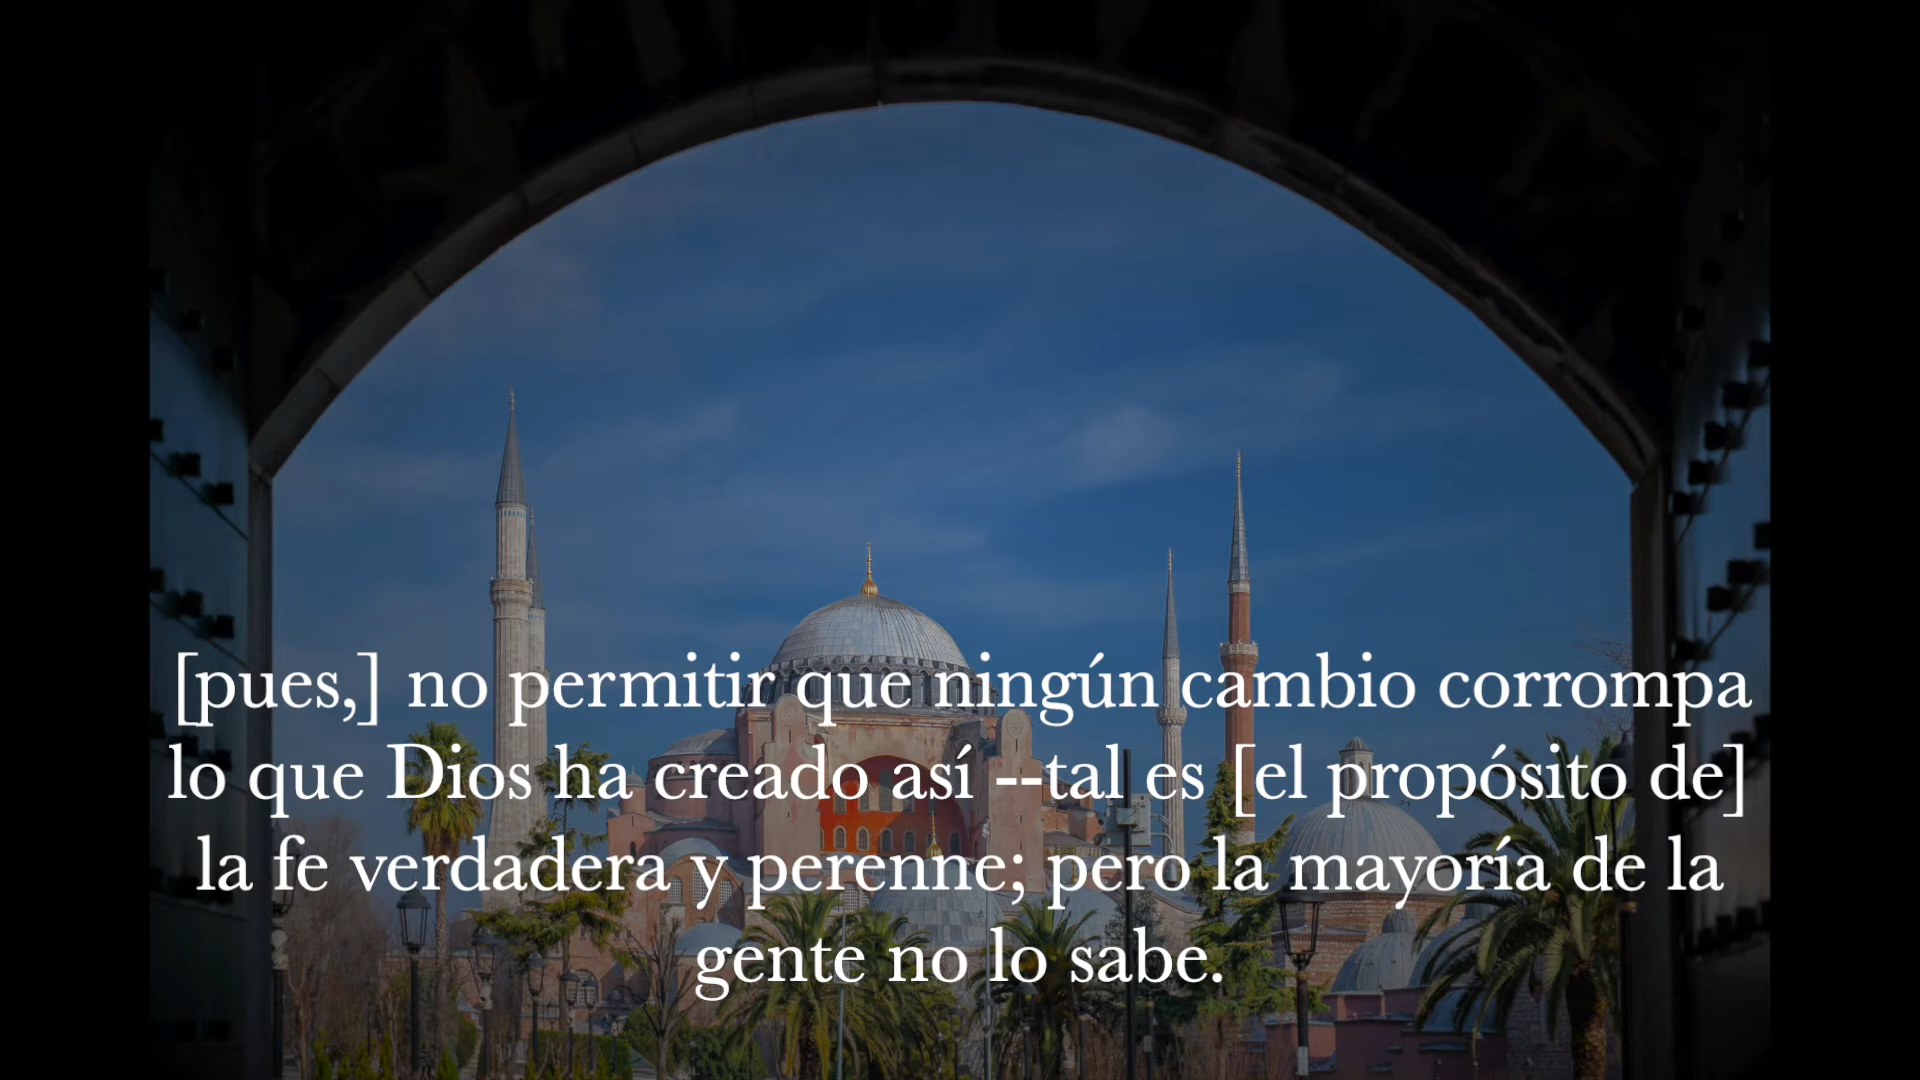 [pues,] no permitir que ningún cambio corrompa
lo que Dios ha creado así --tal es [el propósito de]
la fe verdadera y perenne; pero la mayoría de la
gente no lo sabe.